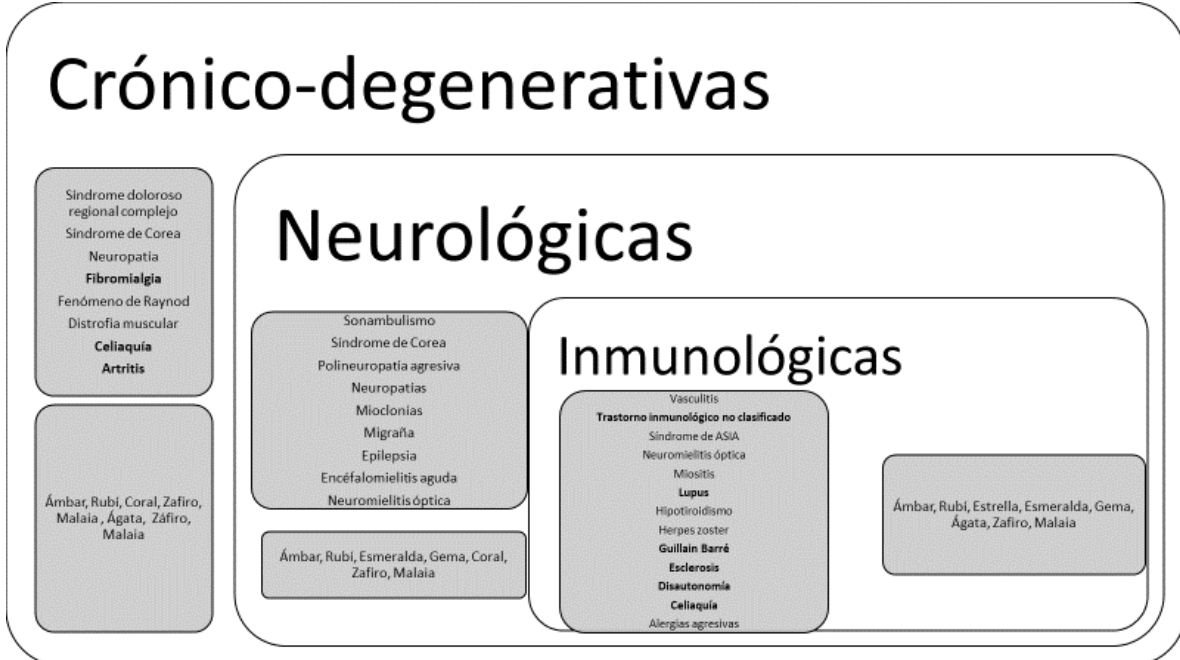 Crónico-degenerativas
Síndrome doloroso
regional complejo
Síndrome de Corea
Neuropatía
Fibromialgia
Fenómeno de Raynod
Distrofia muscular
Celiaquía
Artritis
Ámbar, Rubí, Coral, Zafiro,
Malaia , Ágata, Záfiro,
Malaia
Neurológicas
Sonambulismo
Síndrome de Corea
Polineuropatia agresiva
Neuropatías
Mioclonias
Migraña
Epilepsia
Encéfalomielitis aguda
Neuromielitis óptica
Ámbar, Rubí, Esmeralda, Gema, Coral,
Zafiro, Malaia
Inmunológicas
Vasculitis
Trastorno inmunológico no clasificado
Síndrome de ASIA
Neuromielitis óptica
Miositis
Lupus
Hipotiroidismo
Herpes zoster
Guillain Barré
Esclerosis
Disautonomía
Celiaquía
Alergias agresivas
Ámbar, Rubí, Estrella, Esmeralda, Gema,
Ágata, Zafiro, Malaia